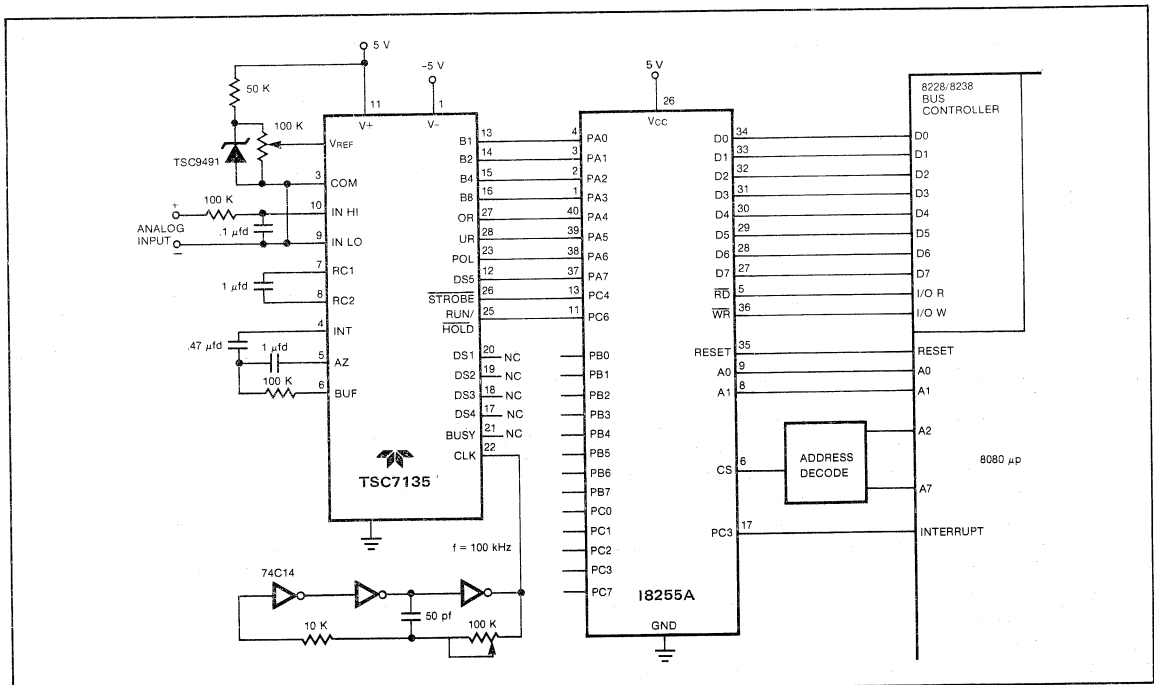 5 V
50 K
100 K
TSC9491
-5 V
11
V+
1
V-
VREF
3
COM
+
ANALOG
INPUT
−
100 K
.1 µfd
10
IN HI
9
IN LO
7
RC1
1 µfd
8
RC2
4
INT
.47 µfd
1 µfd
5
AZ
100 K
6
BUF
TSC7135
B1
13
B2
14
B4
15
B8
16
OR
27
UR
28
POL
23
DS5
12
STROBE
26
RUN/
HOLD
25
DS1
20
NC
DS2
19
NC
DS3
18
NC
DS4
17
NC
BUSY
21
NC
CLK
22
f = 100 kHz
74C14
50 pf
10 K
100 K
5 V
26
VCC
4
PA0
3
PA1
2
PA2
1
PA3
40
PA4
39
PA5
38
PA6
37
PA7
13
PC4
11
PC6
PB0
PB1
PB2
PB3
PB4
PB5
PB6
PB7
PC0
PC1
PC2
PC3
PC7
I8255A
GND
D0
34
D1
33
D2
32
D3
31
D4
30
D5
29
D6
28
D7
27
RD
5
WR
36
RESET
35
A0
9
A1
8
CS
6
PC3
17
ADDRESS
DECODE
8228/8238
BUS
CONTROLLER
D0
D1
D2
D3
D4
D5
D6
D7
I/O R
I/O W
RESET
A0
A1
A2
A7
8080 µp
INTERRUPT